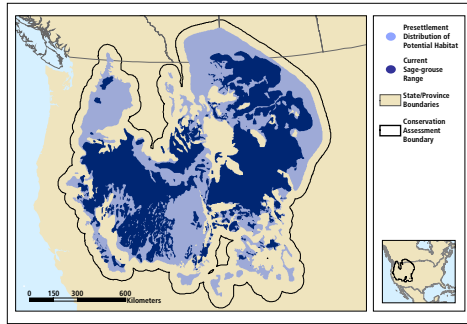 Presettlement
Distribution of
Potential Habitat
Current
Sage-grouse
Range
State/Province
Boundaries
Conservation
Assessment
Boundary
0 150 300 600
Kilometers